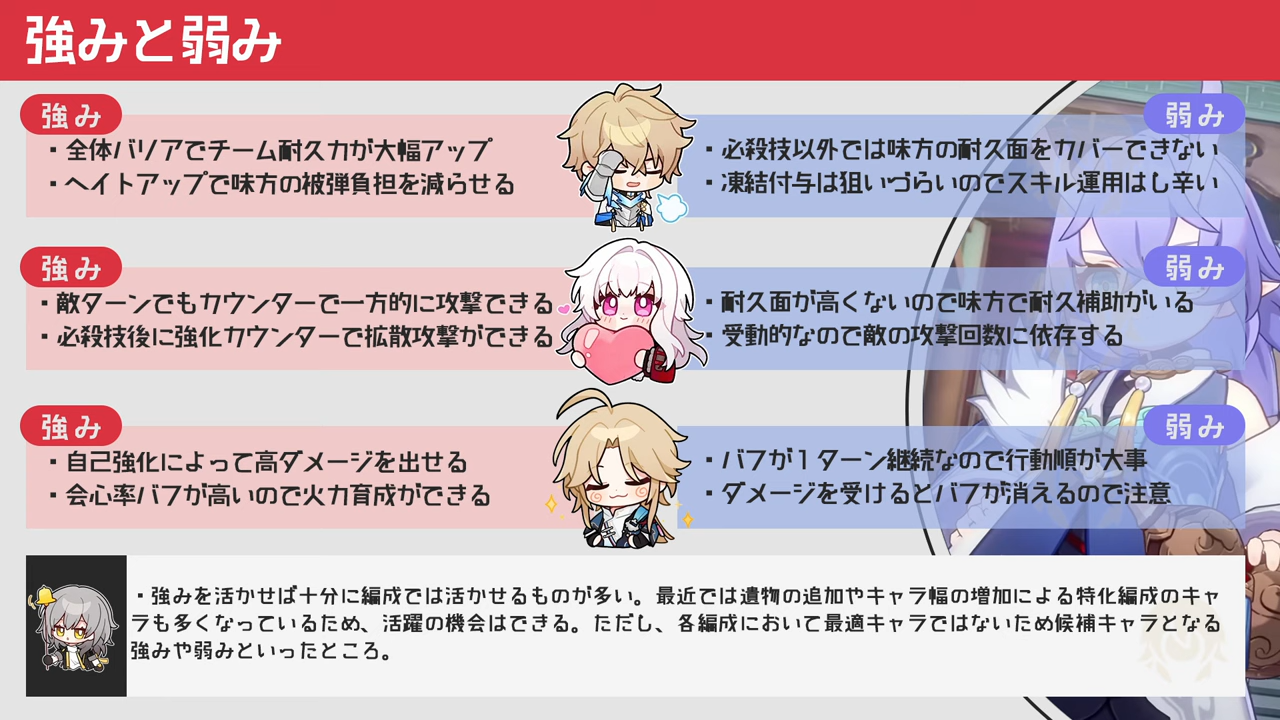 強みと弱み
強み
・全体バリアでチーム耐久力が大幅アップ
・ヘイトアップで味方の被弾負担を減らせる
弱み
・必殺技以外では味方の耐久面をカバーできない
・凍結付与は狙いづらいのでスキル運用はし辛い
強み
・敵ターンでもカウンターで一方的に攻撃できる
・必殺技後に強化カウンターで拡散攻撃ができる
弱み
・耐久面が高くないので味方で耐久補助がいる
・受動的なので敵の攻撃回数に依存する
強み
・自己強化によって高ダメージを出せる
・会心率バフが高いので火力育成ができる
弱み
・バフが1ターン継続なので行動順が大事
・ダメージを受けるとバフが消えるので注意
・強みを活かせば十分に編成では活かせるものが多い。最近では遺物の追加やキャラ幅の増加による特化編成のキャ
ラも多くなっているため、活躍の機会はできる。ただし、各編成において最適キャラではないため候補キャラとなる
強みや弱みといったところ。